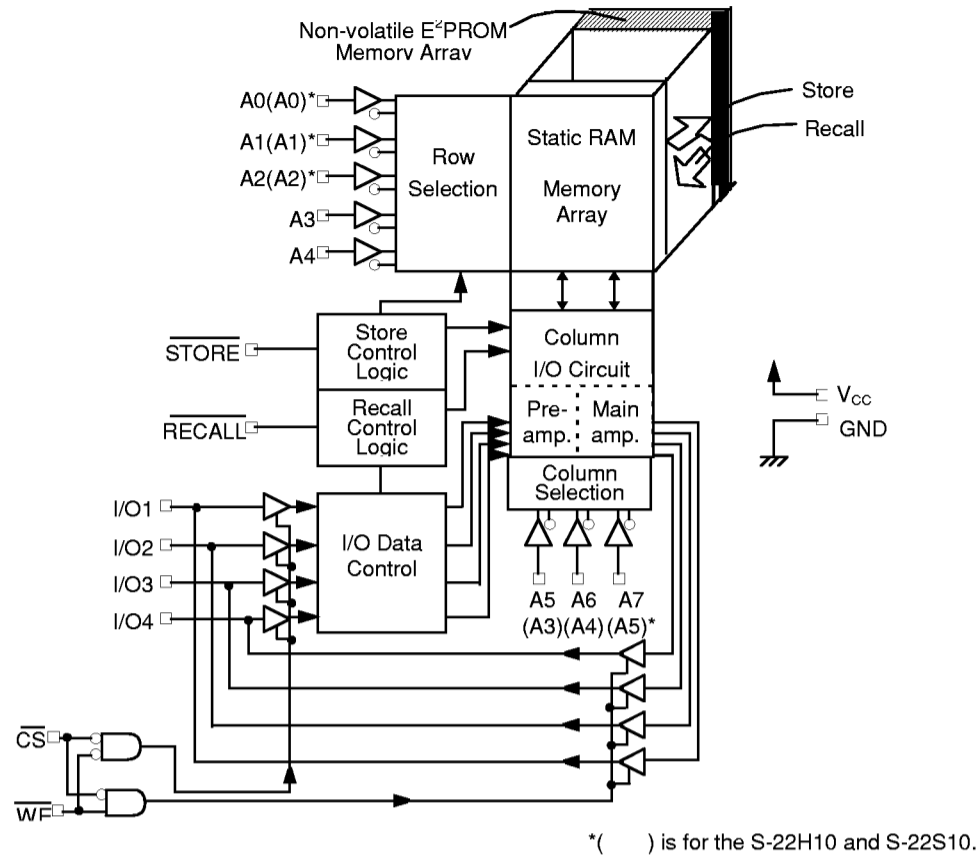 Non-volatile E²PROM
Memory Array
Store
Recall
A0(A0)*
A1(A1)*
A2(A2)*
A3
A4
Row
Selection
Static RAM
Memory
Array
STORE
Store
Control
Logic
RECALL
Recall
Control
Logic
Column
I/O Circuit
Pre-
amp.
Main
amp.
Column
Selection
VCC
GND
I/O1
I/O2
I/O3
I/O4
I/O Data
Control
A5 A6 A7
(A3)(A4) (A5)*
CS
WE
*( ) is for the S-22H10 and S-22S10.